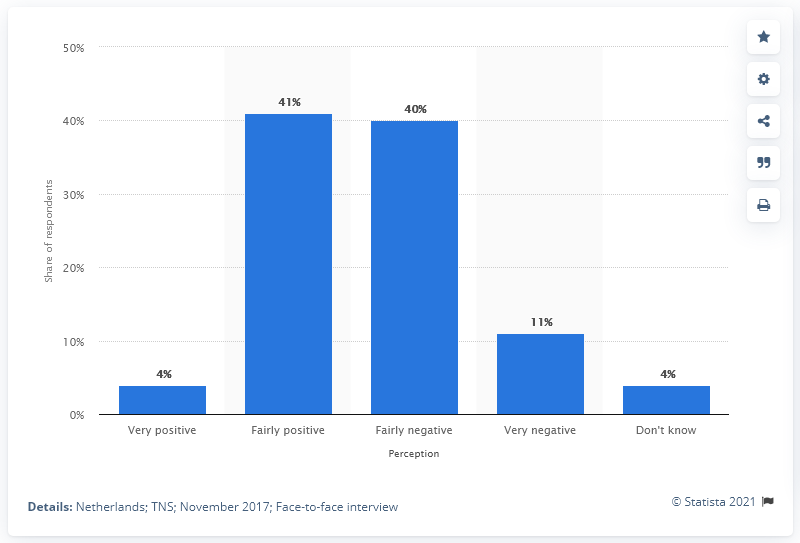 50%
40%
30%
20%
10%
0%
Share of respondents
4%
41%
40%
11%
4%
Very positive
Fairly positive
Fairly negative
Very negative
Don't know
Perception
Details: Netherlands; TNS; November 2017; Face-to-face interview
© Statista 2021